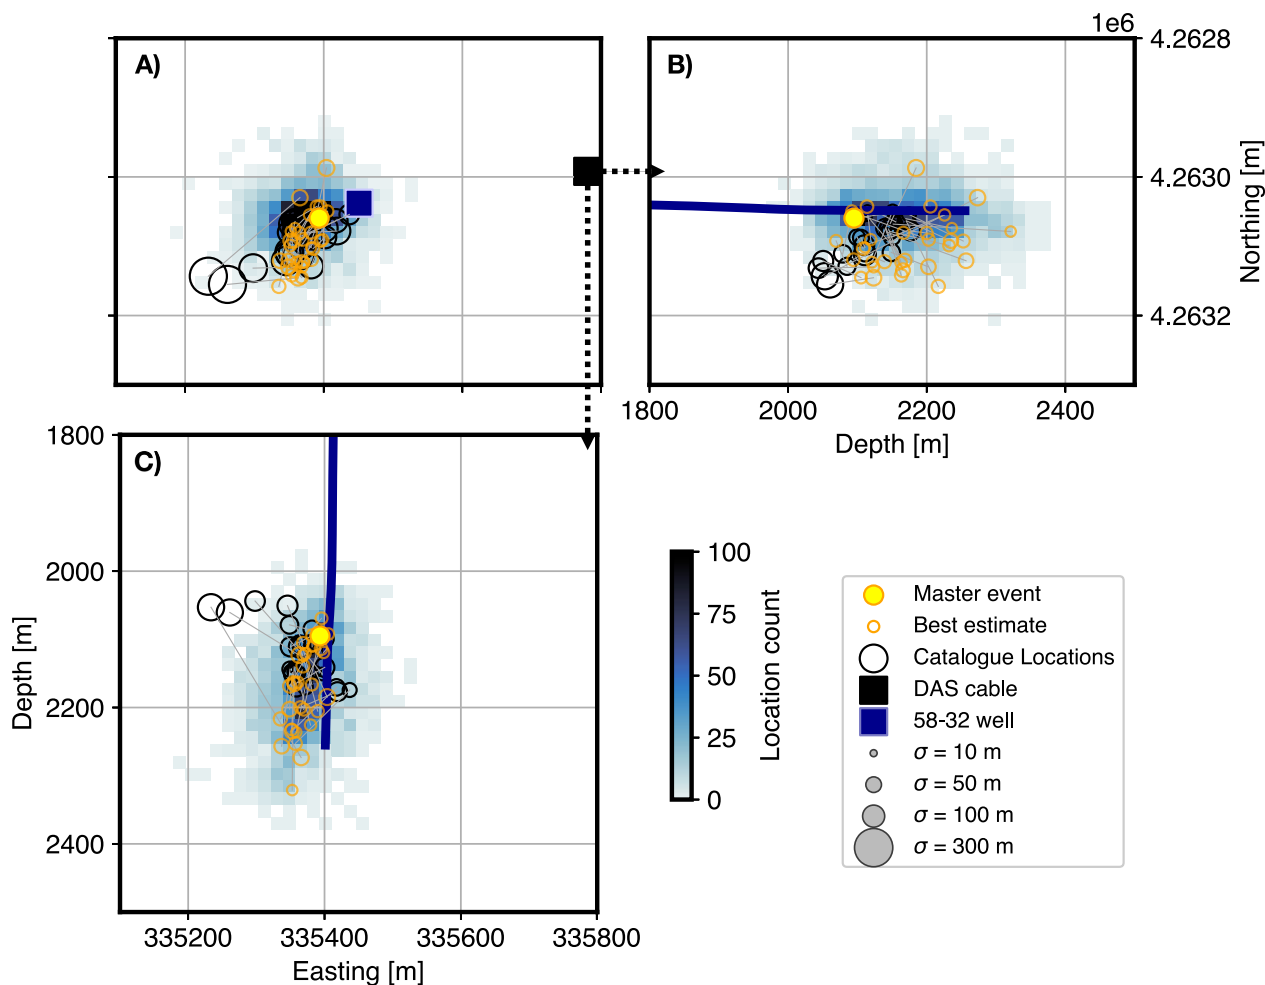 1e6
A)
B)
4.2628
4.2630
4.2632
Northing [m]
1800
2000
2200
2400
Depth [m]
C)
1800
2000
2200
2400
Depth [m]
335200
335400
335600
335800
Easting [m]
100
75
50
25
0
Location count
Master event
Best estimate
Catalogue Locations
DAS cable
58-32 well
σ = 10 m
σ = 50 m
σ = 100 m
σ = 300 m